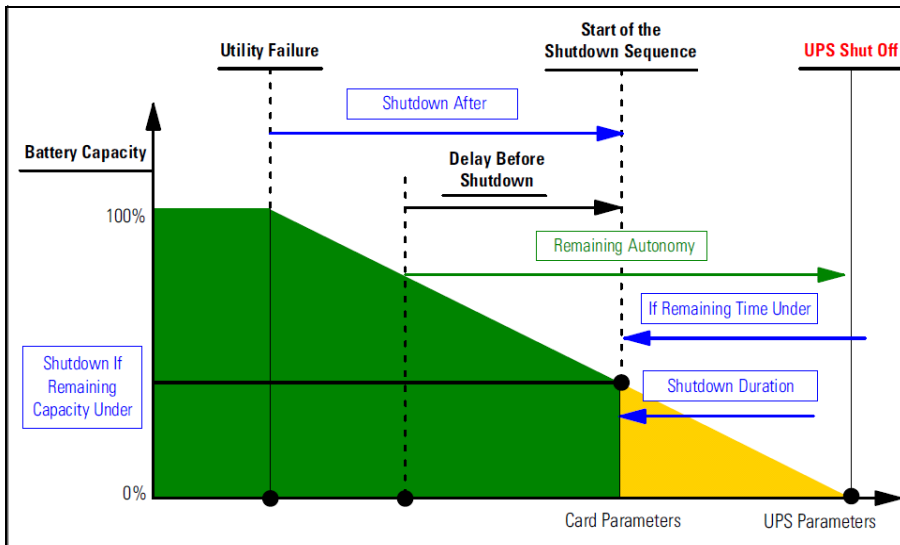 Utility Failure
Start of the
Shutdown Sequence
UPS Shut Off
Shutdown After
Battery Capacity
Delay Before
Shutdown
100%
Remaining Autonomy
If Remaining Time Under
Shutdown If
Remaining
Capacity Under
Shutdown Duration
0%
Card Parameters
UPS Parameters